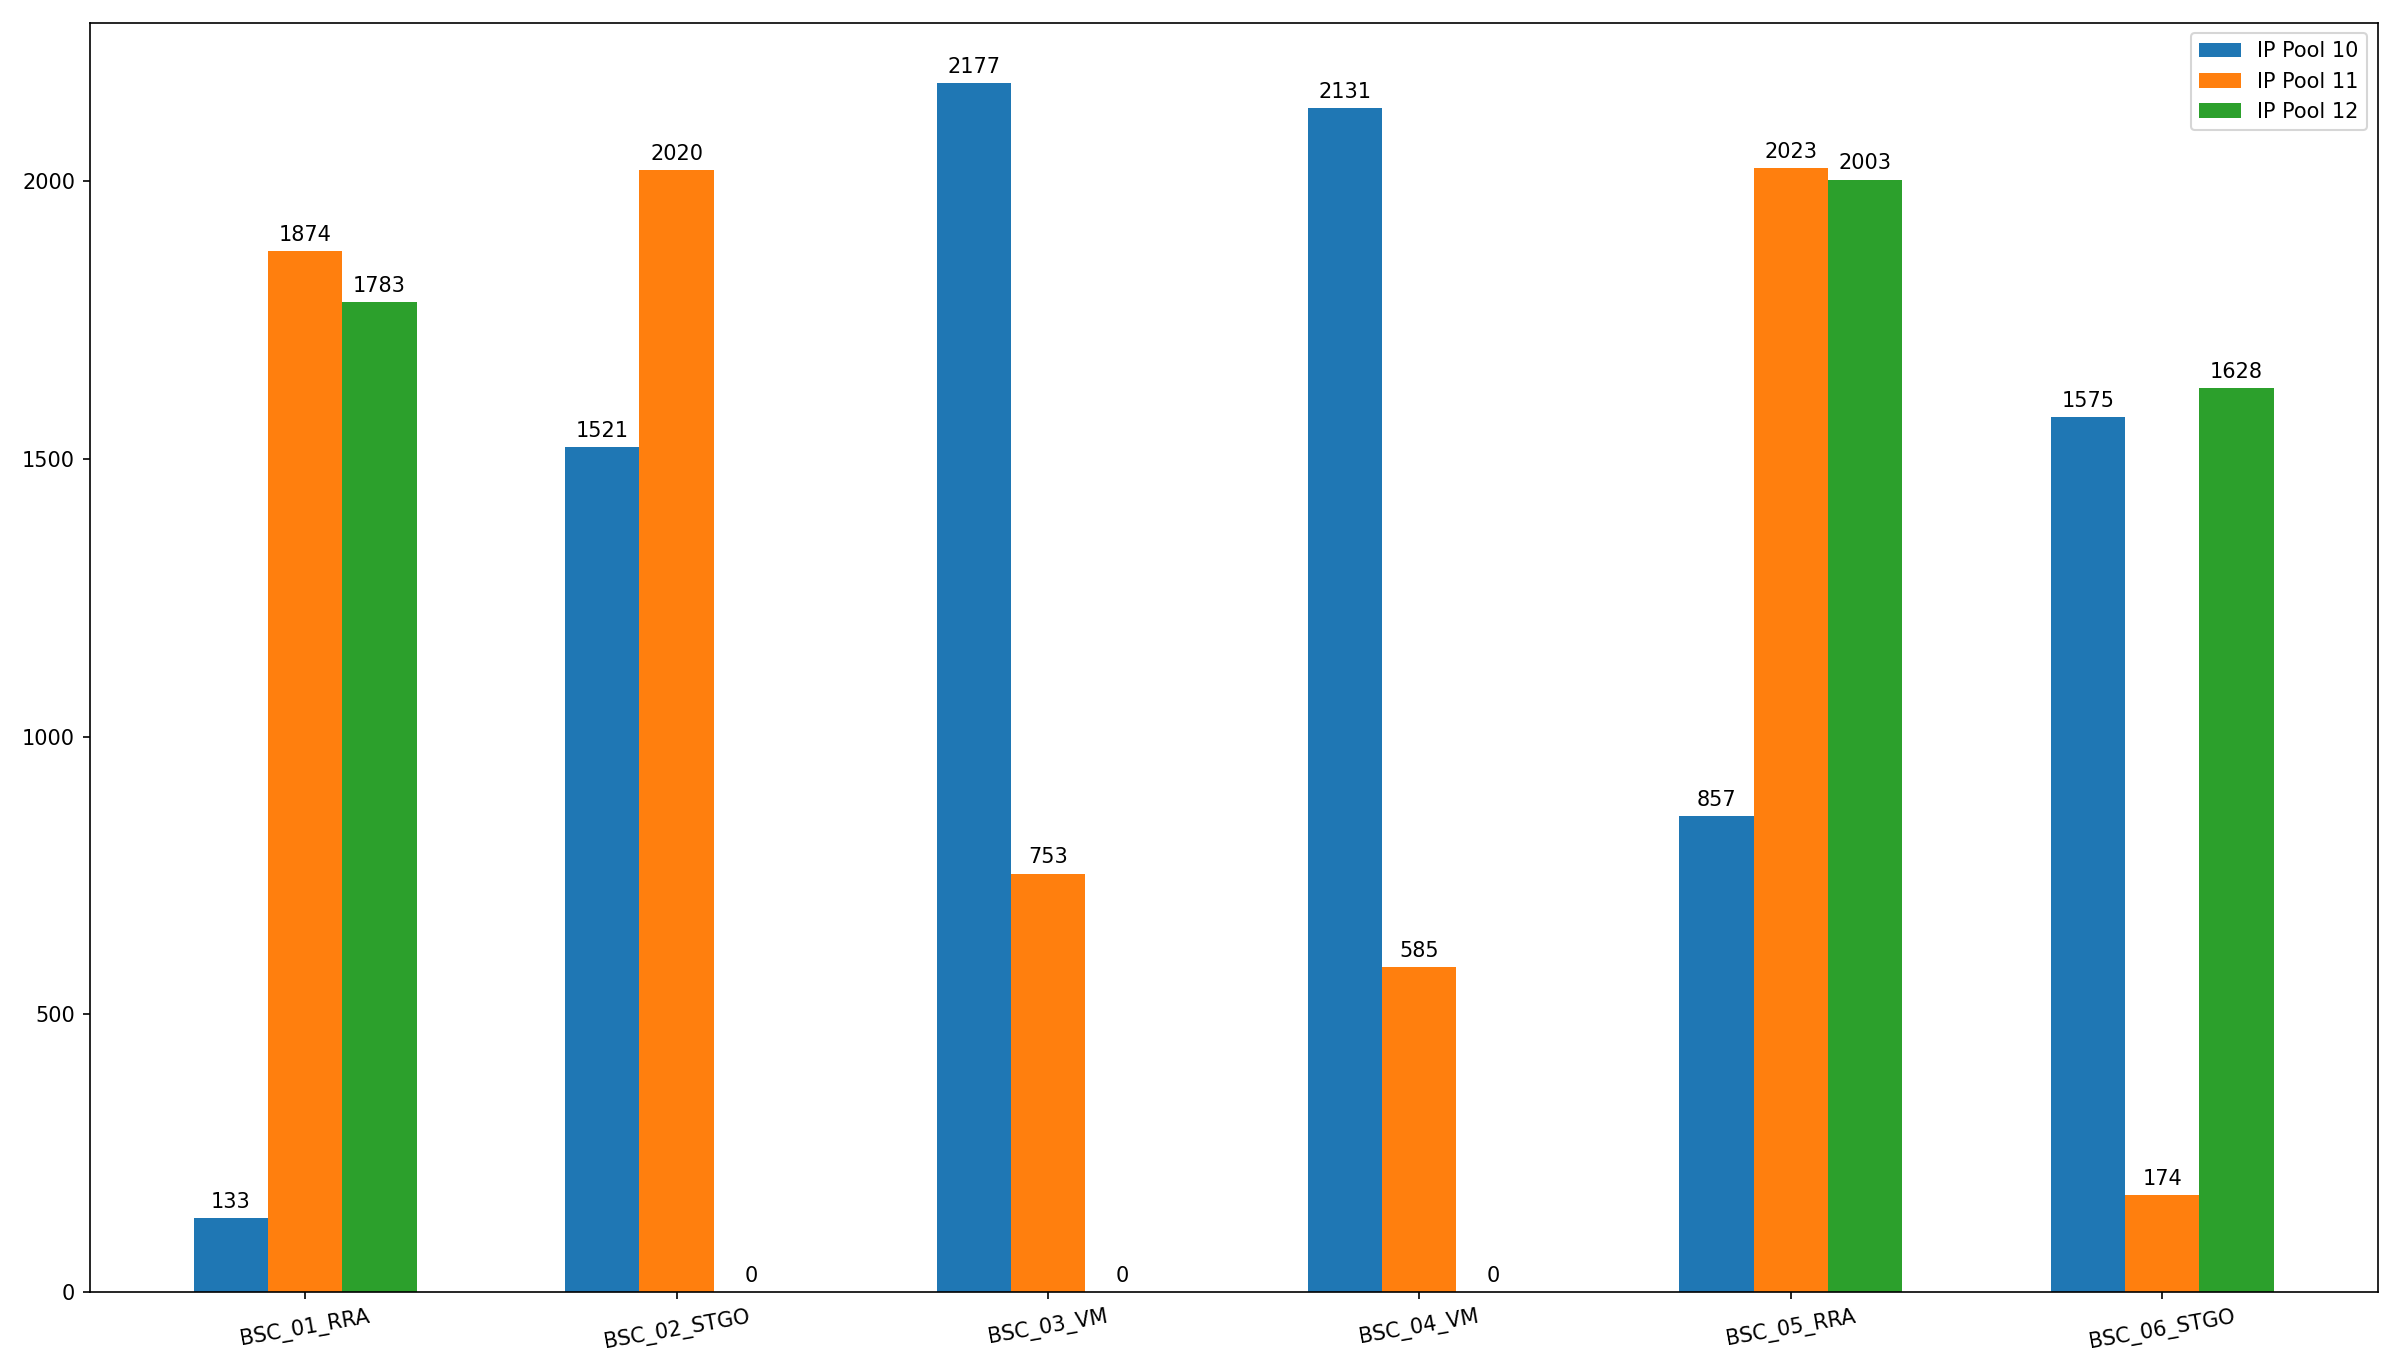 IP Pool 10
IP Pool 11
IP Pool 12
2000
1500
1000
500
0
133
1874
1783
1521
2020
0
2177
753
0
2131
585
0
857
2023
2003
1575
174
1628
BSC_01_RRA
BSC_02_STGO
BSC_03_VM
BSC_04_VM
BSC_05_RRA
BSC_06_STGO